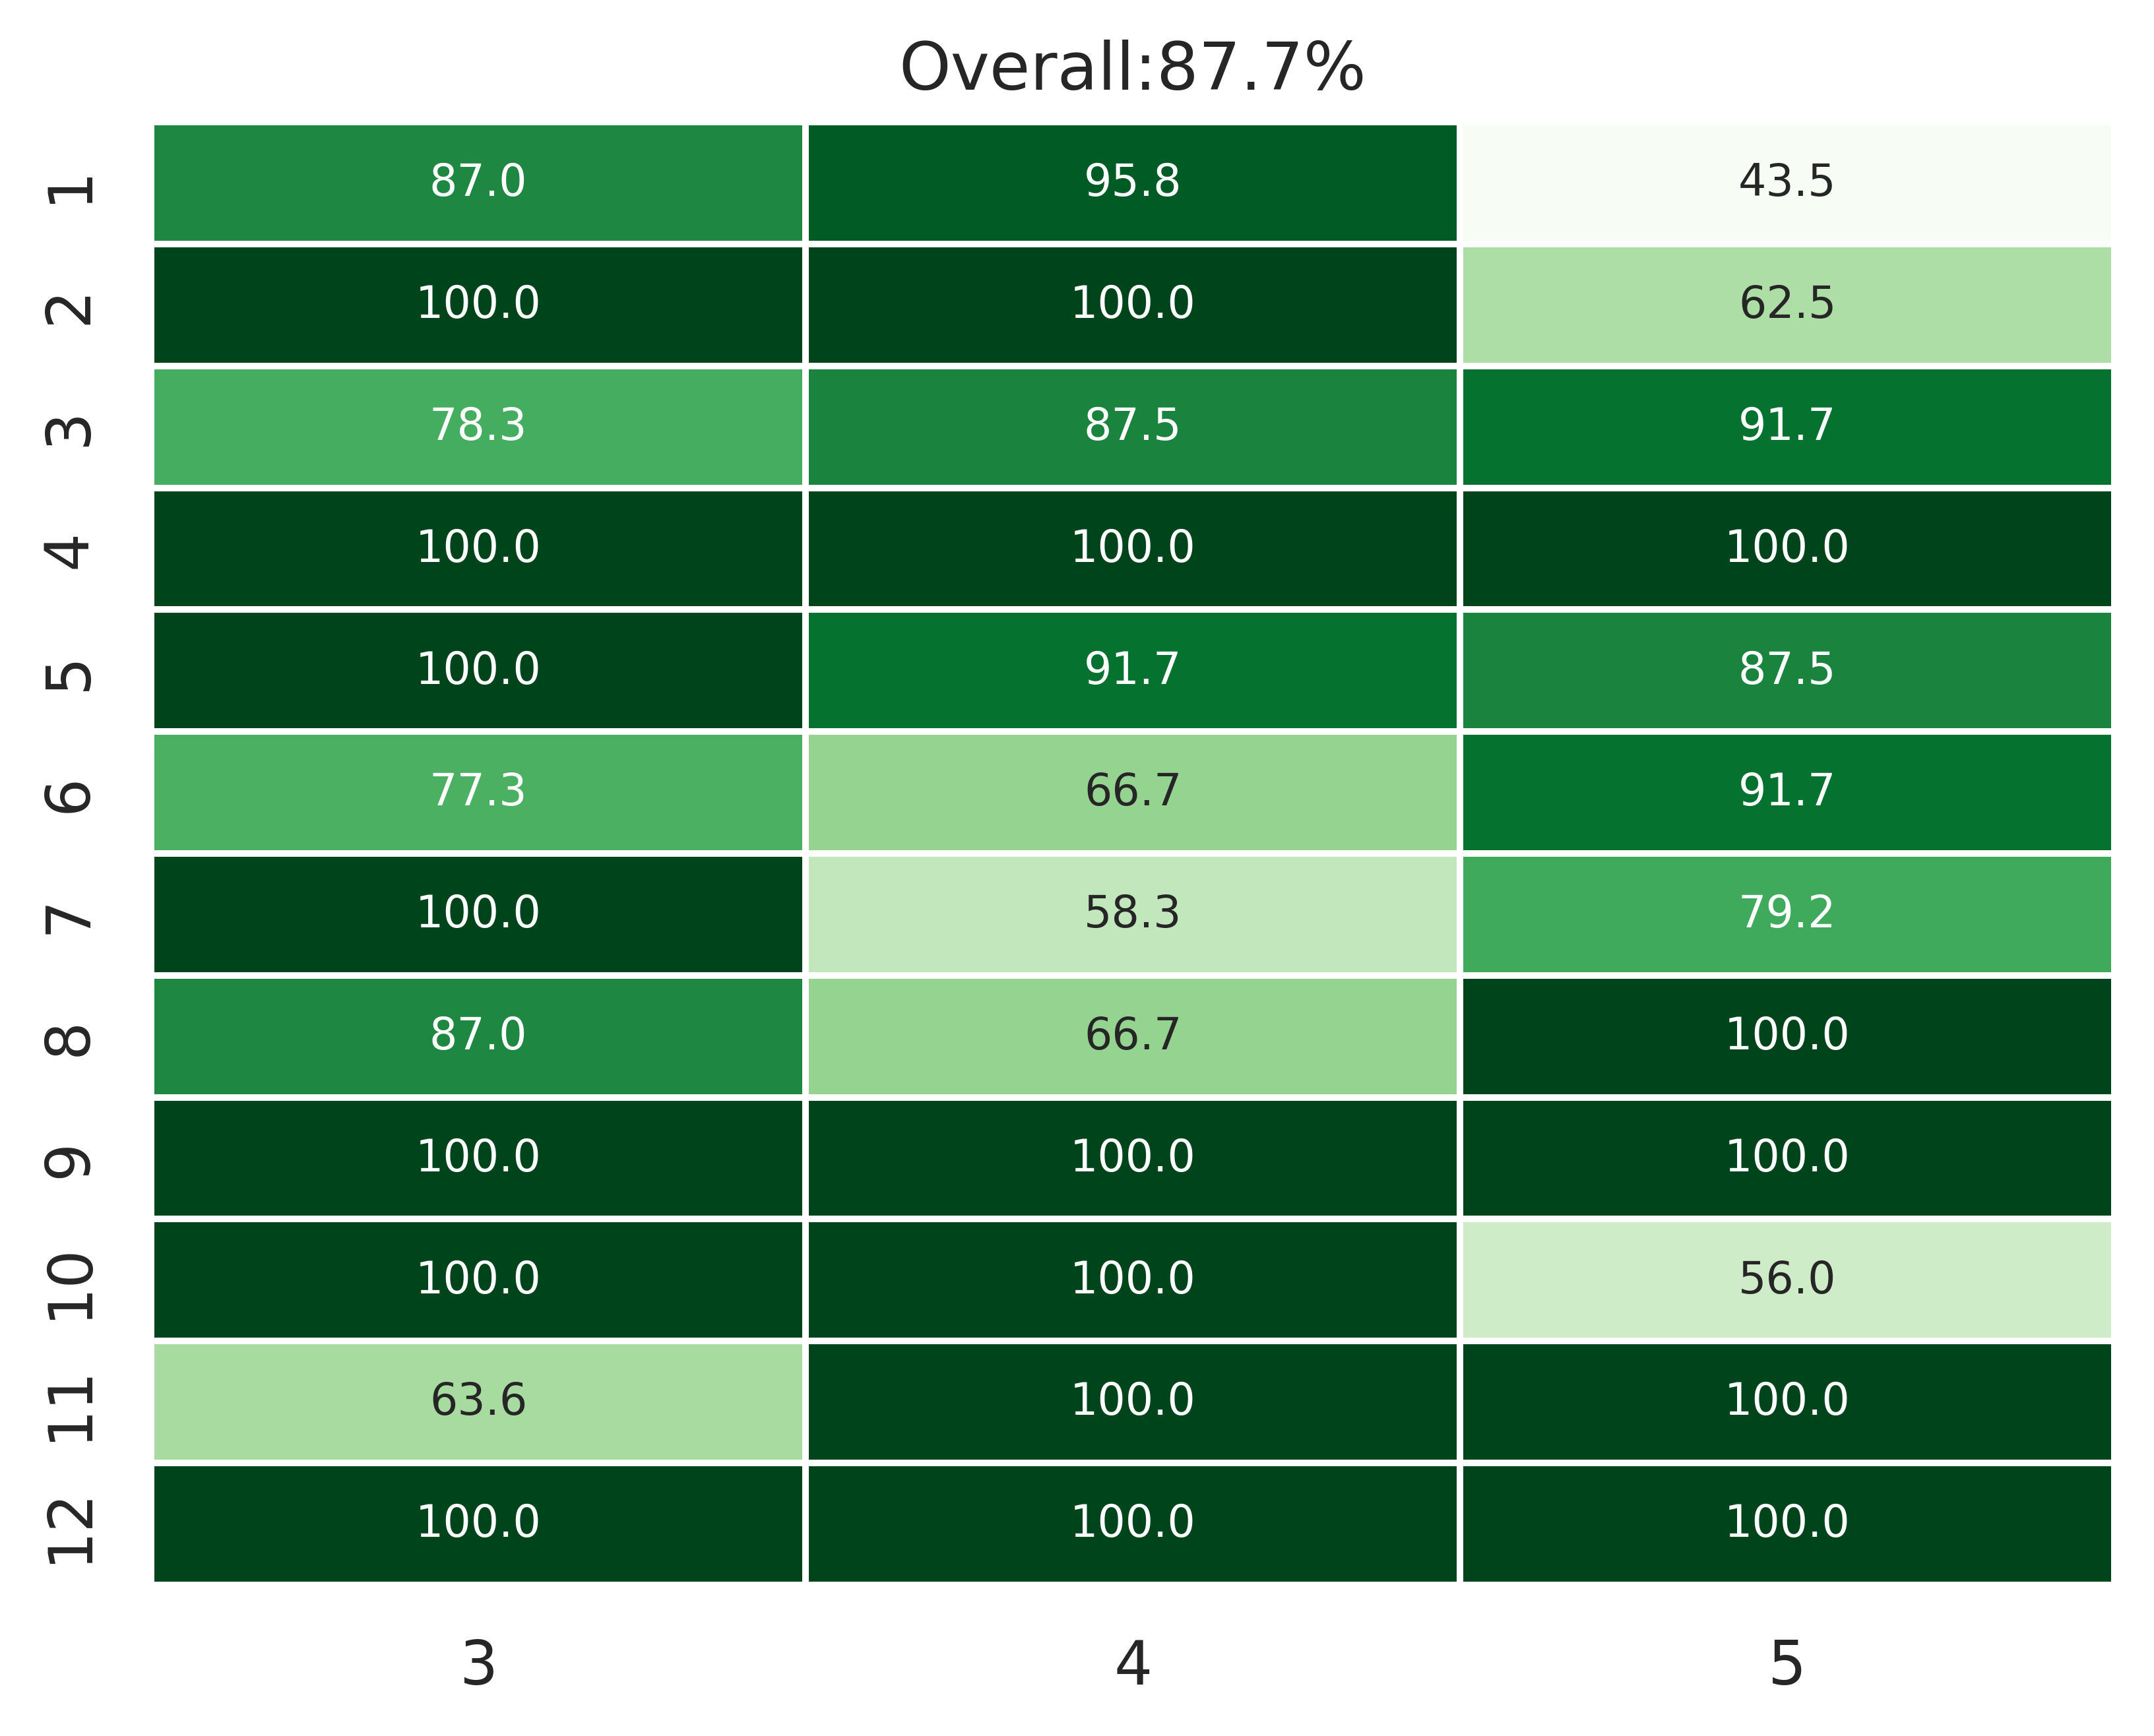 Overall:87.7%
1 87.0 95.8 43.5
2 100.0 100.0 62.5
3 78.3 87.5 91.7
4 100.0 100.0 100.0
5 100.0 91.7 87.5
6 77.3 66.7 91.7
7 100.0 58.3 79.2
8 87.0 66.7 100.0
9 100.0 100.0 100.0
10 100.0 100.0 56.0
11 63.6 100.0 100.0
12 100.0 100.0 100.0
3 4 5